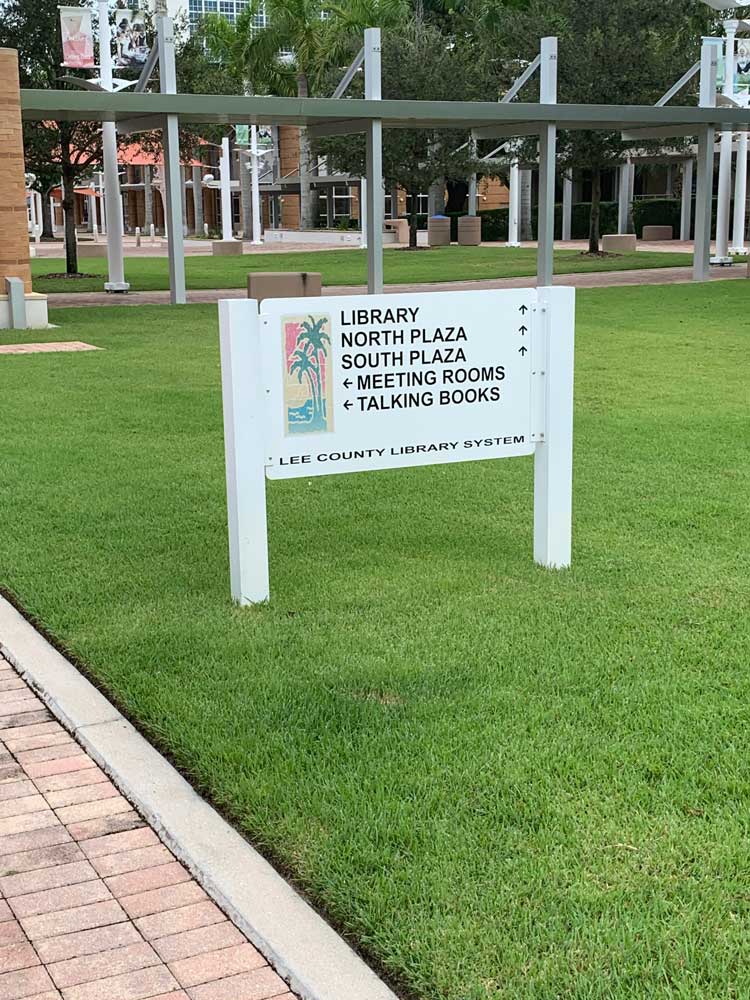 LIBRARY ↑
NORTH PLAZA ↑
SOUTH PLAZA ↑
← MEETING ROOMS
← TALKING BOOKS
LEE COUNTY LIBRARY SYSTEM